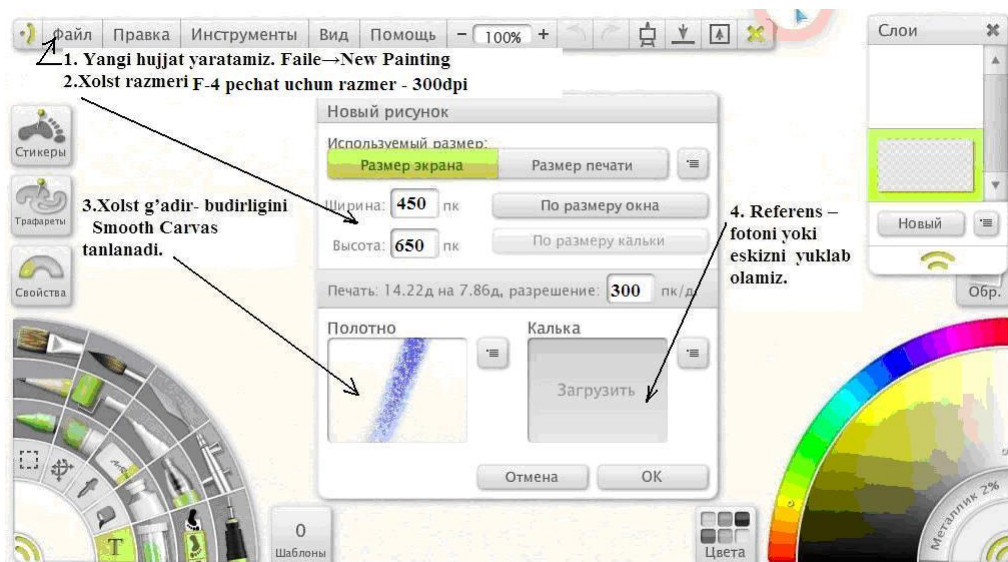 Файл Правка Инструменты Вид Помощь − 100% +
1. Yangi hujjat yaratamiz. Faile→New Painting
2.Xolst razmeri F-4 pechat uchun razmer - 300dpi
Стикеры
Трафареты
Свойства
3.Xolst g’adir- budirligini
Smooth Carvas
tanlanadi.
Новый рисунок
Используемый размер:
Размер экрана Размер печати
Ширина: 450 пк По размеру окна
Высота: 650 пк По размеру кальки
Печать: 14.22д на 7.86д, разрешение: 300 пк/д
Полотно Калька
Загрузить
Отмена OK
4. Referens –
fotoni yoki
eskizni yuklab
olamiz.
Слои
Новый
Обр.
T
0
Шаблоны
Цвета
Металлик 2%